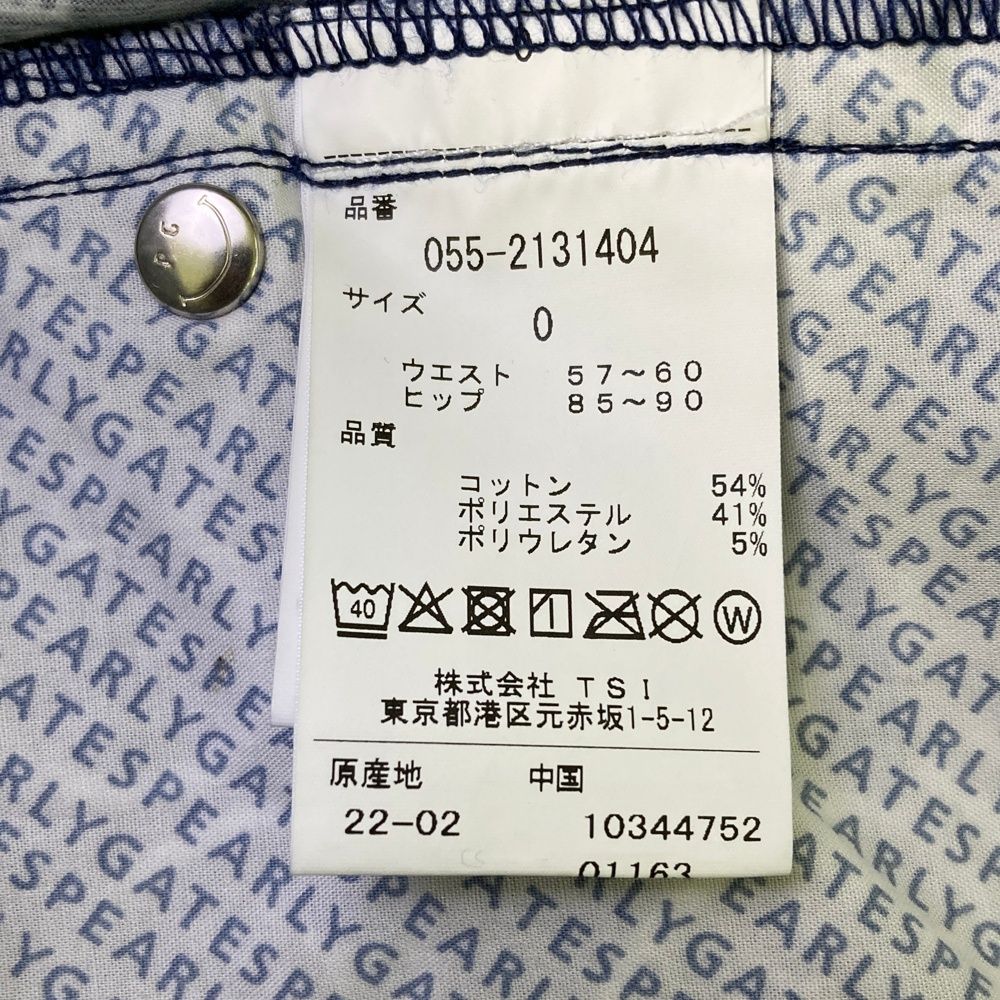 品番
055-2131404
サイズ
0
ウエスト 57～60
ヒップ 85～90
品質
コットン 54%
ポリエステル 41%
ポリウレタン 5%
40
W
株式会社 TSI
東京都港区元赤坂1-5-12
原産地 中国
22-02 10344752
01163
PEARLYGATES